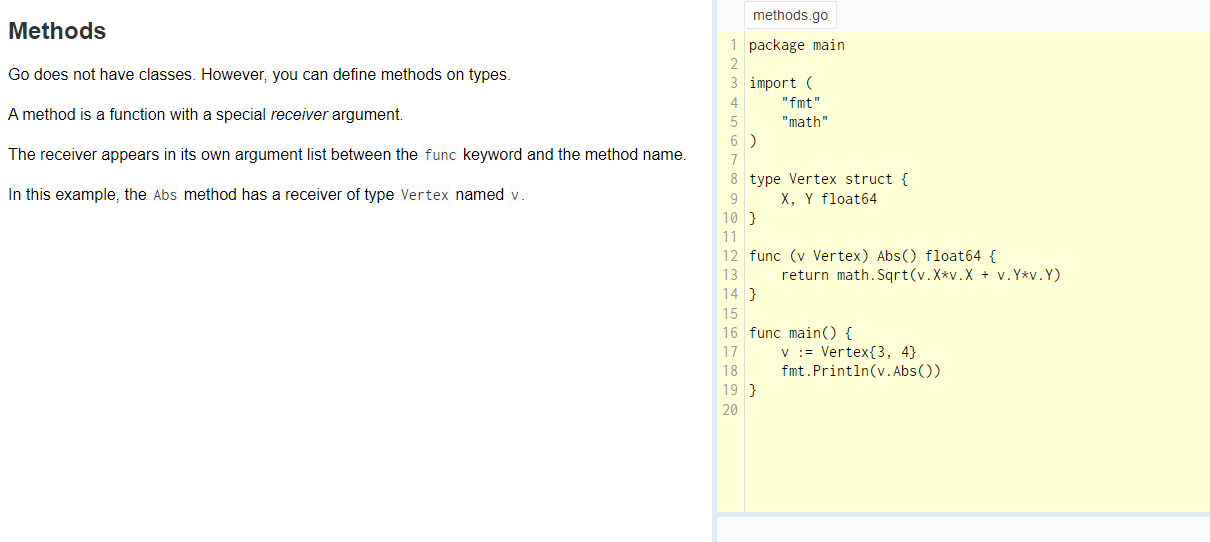 Methods
Go does not have classes. However, you can define methods on types.
A method is a function with a special receiver argument.
The receiver appears in its own argument list between the func keyword and the method name.
In this example, the Abs method has a receiver of type Vertex named v.
methods.go
1 package main
2
3 import (
4     "fmt"
5     "math"
6 )
7
8 type Vertex struct {
9     X, Y float64
10 }
11
12 func (v Vertex) Abs() float64 {
13     return math.Sqrt(v.X*v.X + v.Y*v.Y)
14 }
15
16 func main() {
17     v := Vertex{3, 4}
18     fmt.Println(v.Abs())
19 }
20